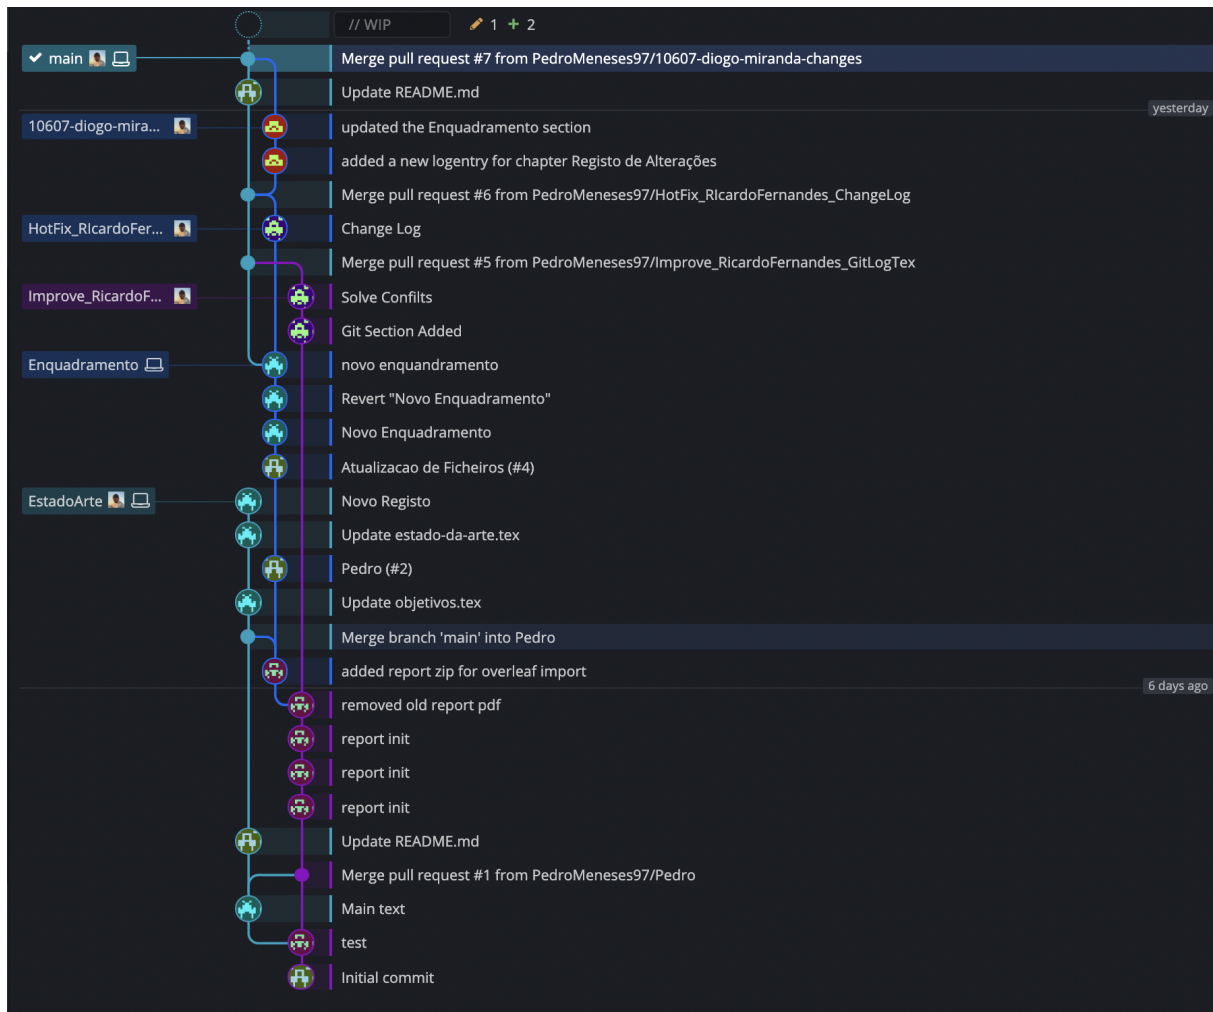 // WIP 1 + 2
main Merge pull request #7 from PedroMeneses97/10607-diogo-miranda-changes
Update README.md
yesterday
10607-diogo-mira... updated the Enquadramento section
added a new logentry for chapter Registo de Alterações
Merge pull request #6 from PedroMeneses97/HotFix_RIcardoFernandes_ChangeLog
HotFix_RIcardoFer... Change Log
Merge pull request #5 from PedroMeneses97/Improve_RicardoFernandes_GitLogTex
Improve_RicardoF... Solve Confilts
Git Section Added
Enquadramento novo enquandramento
Revert "Novo Enquadramento"
Novo Enquadramento
Atualizacao de Ficheiros (#4)
EstadoArte Novo Registo
Update estado-da-arte.tex
Pedro (#2)
Update objetivos.tex
Merge branch 'main' into Pedro
added report zip for overleaf import
6 days ago
removed old report pdf
report init
report init
report init
Update README.md
Merge pull request #1 from PedroMeneses97/Pedro
Main text
test
Initial commit